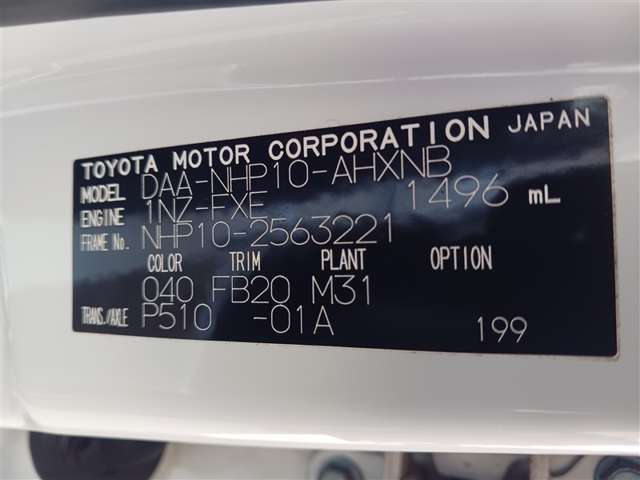 TOYOTA MOTOR CORPORATION JAPAN
MODEL DAA-NHP10-AHXNB
ENGINE 1NZ-FXE 1496 mL
FRAME No. NHP10-2563221
COLOR TRIM PLANT OPTION
040 FB20 M31
TRANS./AXLE P510 -01A 199